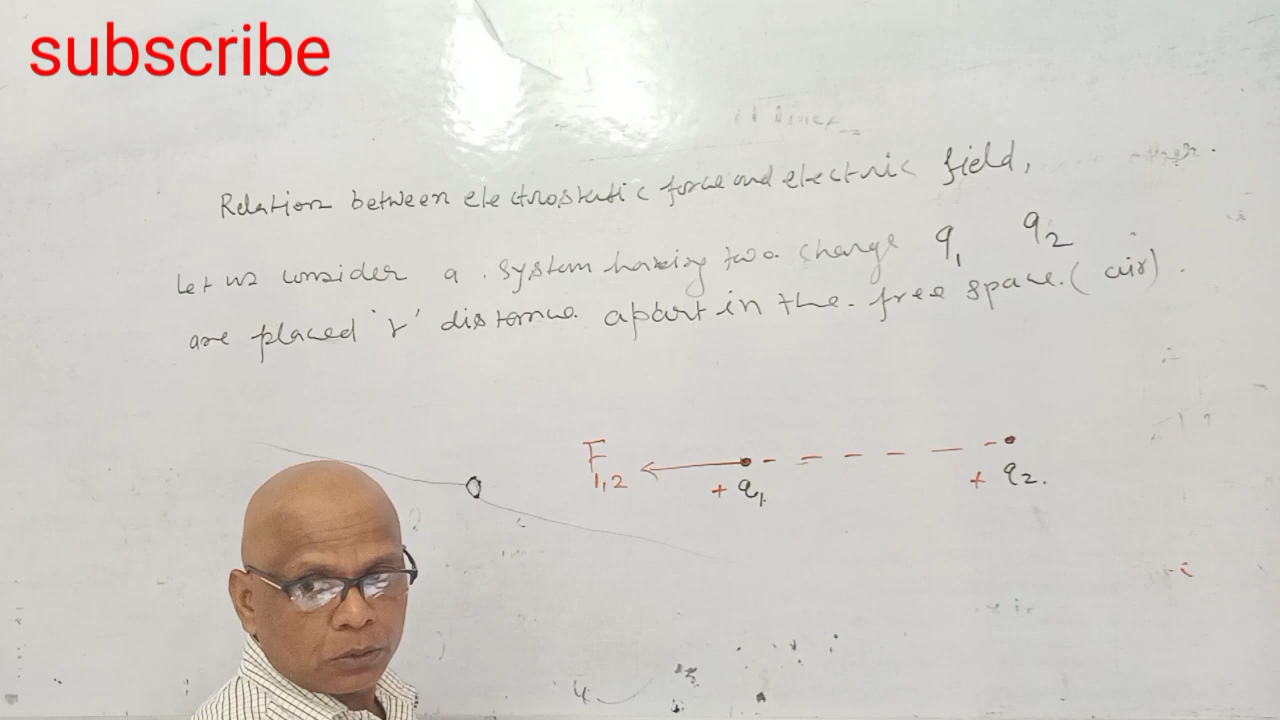 subscribe
Relation between electrostatic force and electric field,
Let us consider a system having two charge q1 q2
are placed 'r' distance apart in the free space. (air).
F1,2
+ q1
+ q2.